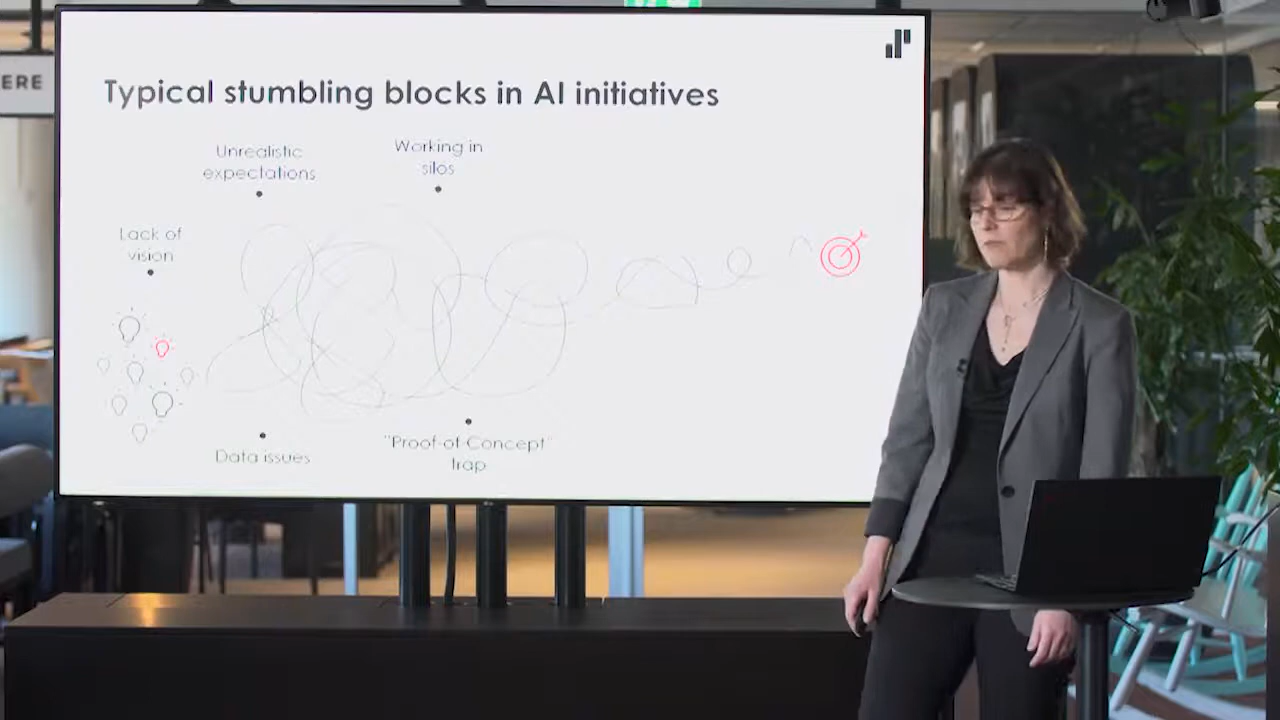 ERE
Typical stumbling blocks in AI initiatives
Unrealistic
expectations
Working in
silos
Lack of
vision
Data issues
"Proof-of-Concept"
trap